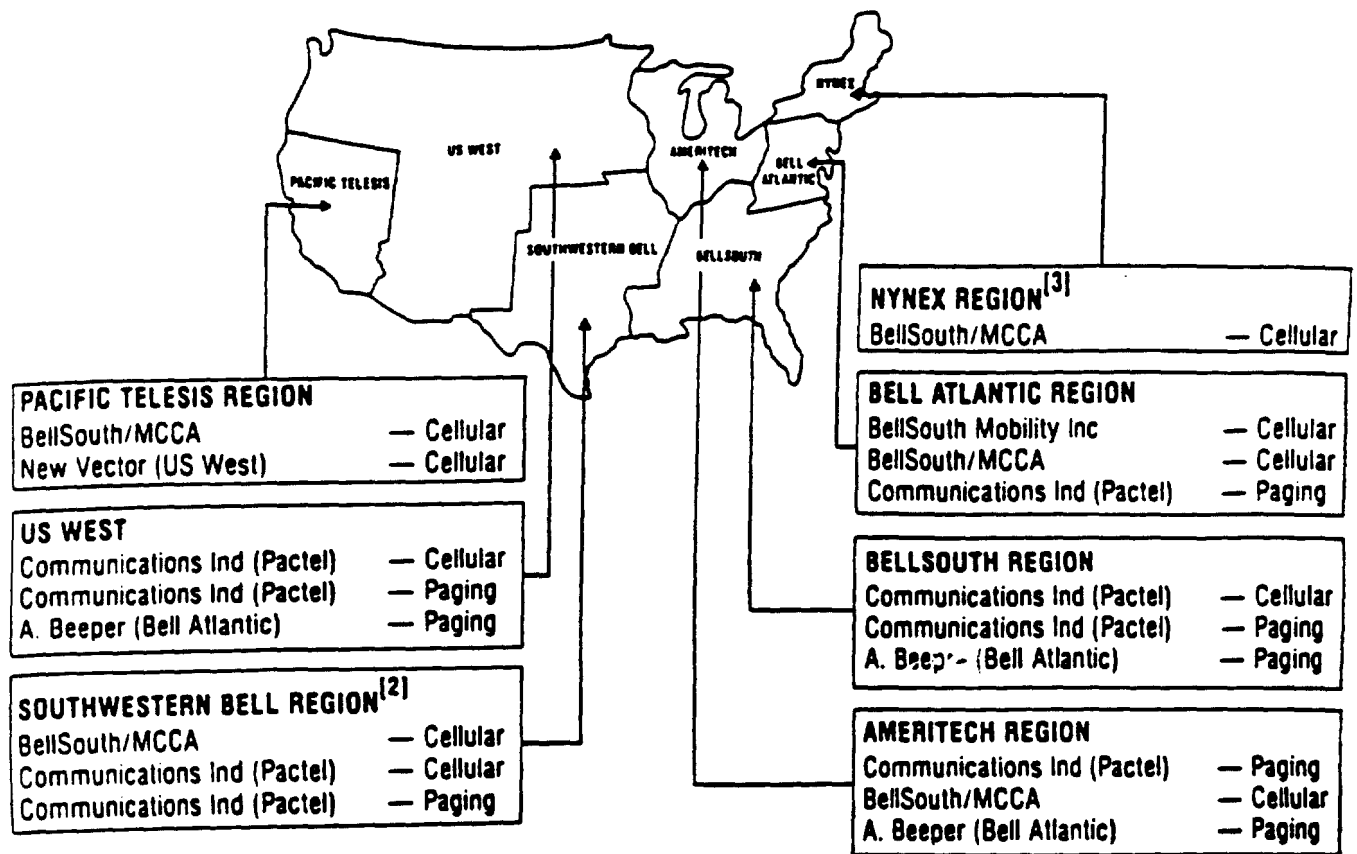 NYNEX
US WEST
AMERITECH
BELL
ATLANTIC
PACIFIC TELESIS
SOUTHWESTERN BELL
BELLSOUTH
NYNEX REGION[3]
BellSouth/MCCA — Cellular
PACIFIC TELESIS REGION
BellSouth/MCCA — Cellular
New Vector (US West) — Cellular
US WEST
Communications Ind (Pactel) — Cellular
Communications Ind (Pactel) — Paging
A. Beeper (Bell Atlantic) — Paging
SOUTHWESTERN BELL REGION[2]
BellSouth/MCCA — Cellular
Communications Ind (Pactel) — Cellular
Communications Ind (Pactel) — Paging
BELL ATLANTIC REGION
BellSouth Mobility Inc — Cellular
BellSouth/MCCA — Cellular
Communications Ind (Pactel) — Paging
BELLSOUTH REGION
Communications Ind (Pactel) — Cellular
Communications Ind (Pactel) — Paging
A. (Bell Atlantic) — Paging
AMERITECH REGION
Communications Ind (Pactel) — Paging
BellSouth/MCCA — Cellular
A. Beeper (Bell Atlantic) — Paging